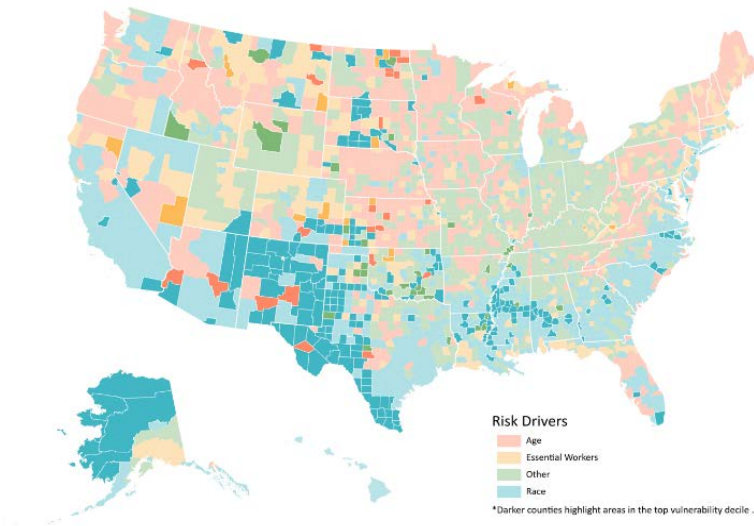 Risk Drivers
Age
Essential Workers
Other
Race
*Darker counties highlight areas in the top vulnerability decile .